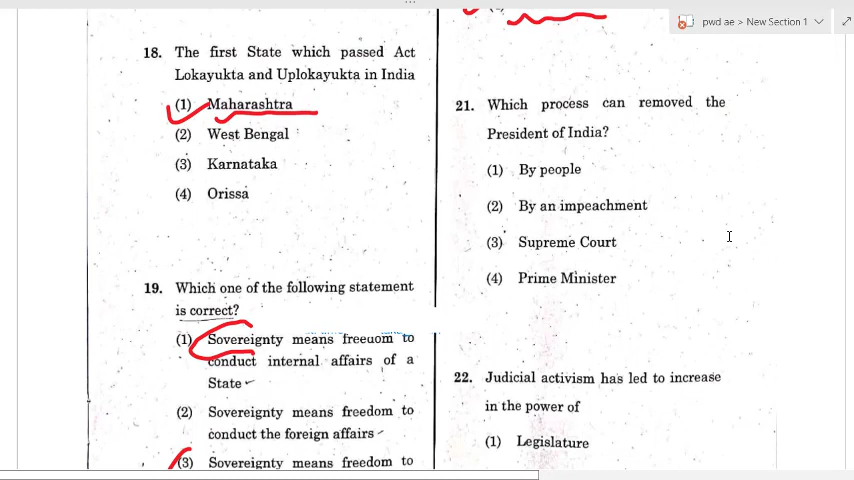 pwd ae > New Section 1
18. The first State which passed Act
Lokayukta and Uplokayukta in India
(1) Maharashtra
(2) West Bengal
(3) Karnataka
(4) Orissa
19. Which one of the following statement
is correct?
(1) Sovereignty means freedom to
conduct internal affairs of a
State
(2) Sovereignty means freedom to
conduct the foreign affairs
(3) Sovereignty means freedom to
21. Which process can removed the
President of India?
(1) By people
(2) By an impeachment
(3) Supreme Court
(4) Prime Minister
22. Judicial activism has led to increase
in the power of
(1) Legislature